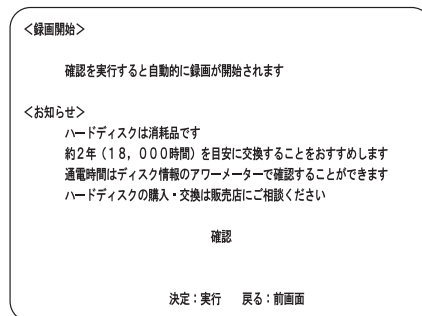 ＜録画開始＞
確認を実行すると自動的に録画が開始されます
＜お知らせ＞
ハードディスクは消耗品です
約２年（１８，０００時間）を目安に交換することをおすすめします
通電時間はディスク情報のアワーメーターで確認することができます
ハードディスクの購入・交換は販売店にご相談ください
確認
決定：実行　戻る：前画面